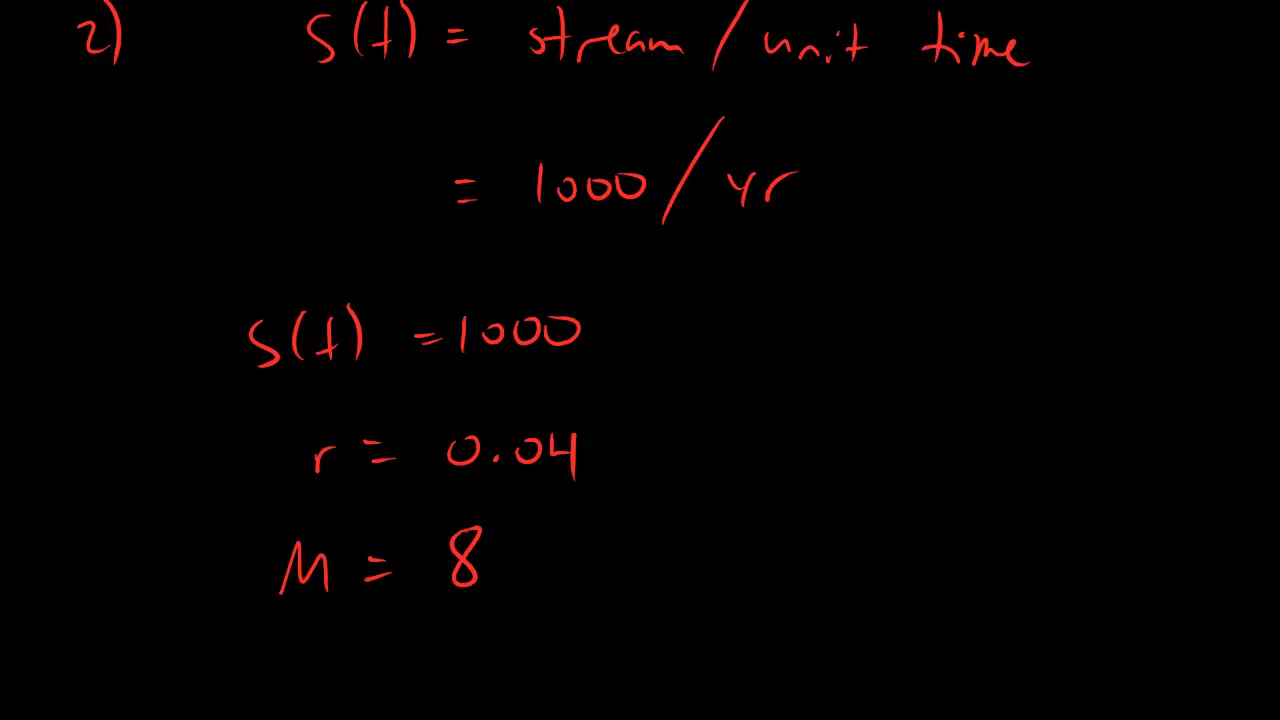 2) S(t) = stream / unit time
= 1000 / yr
S(t) = 1000
r = 0.04
M = 8